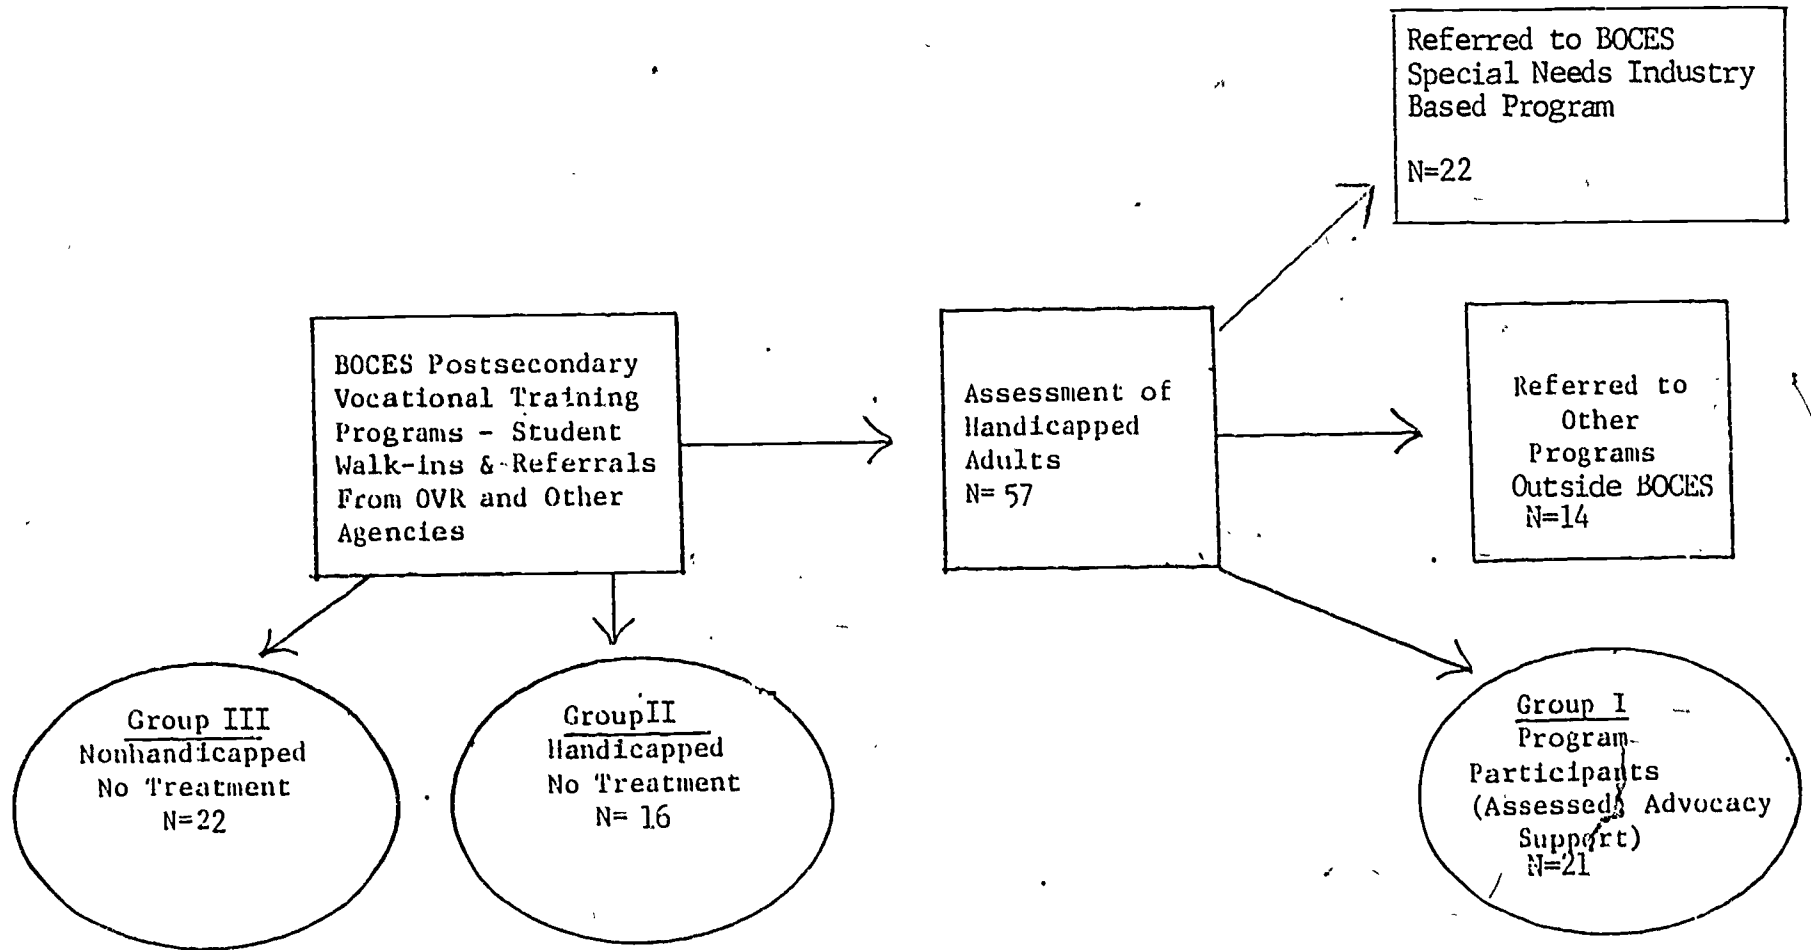 Referred to BOCES
Special Needs Industry
Based Program
N=22
BOCES Postsecondary
Vocational Training
Programs - Student
Walk-ins & Referrals
From OVR and Other
Agencies
Assessment of
Handicapped
Adults
N= 57
Referred to
Other
Programs
Outside BOCES
N=14
Group III
Nonhandicapped
No Treatment
N=22
Group II
Handicapped
No Treatment
N= 16
Group I
Program
Participants
(Assessed, Advocacy
Support)
N=21